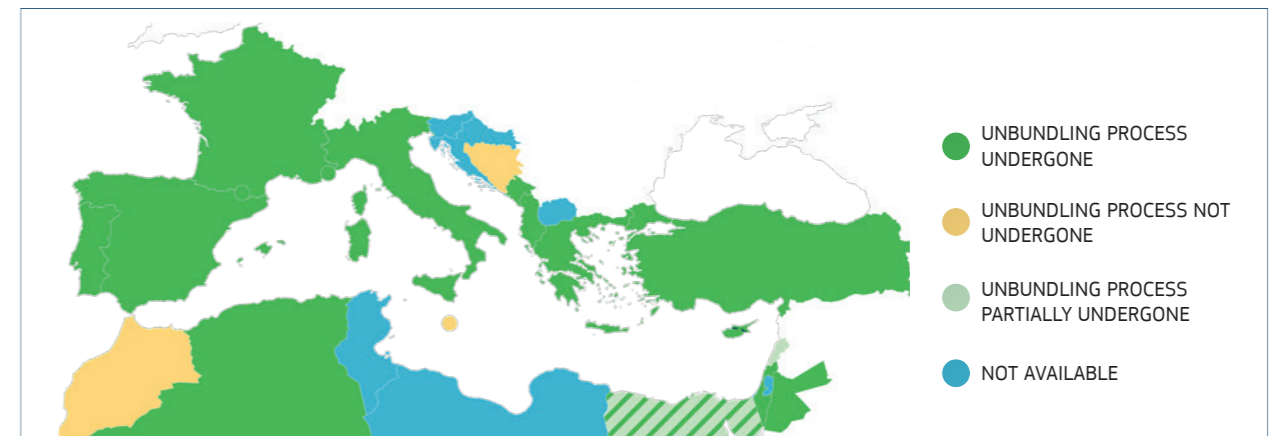 UNBUNDLING PROCESS
UNDERGONE
UNBUNDLING PROCESS NOT
UNDERGONE
UNBUNDLING PROCESS
PARTIALLY UNDERGONE
NOT AVAILABLE